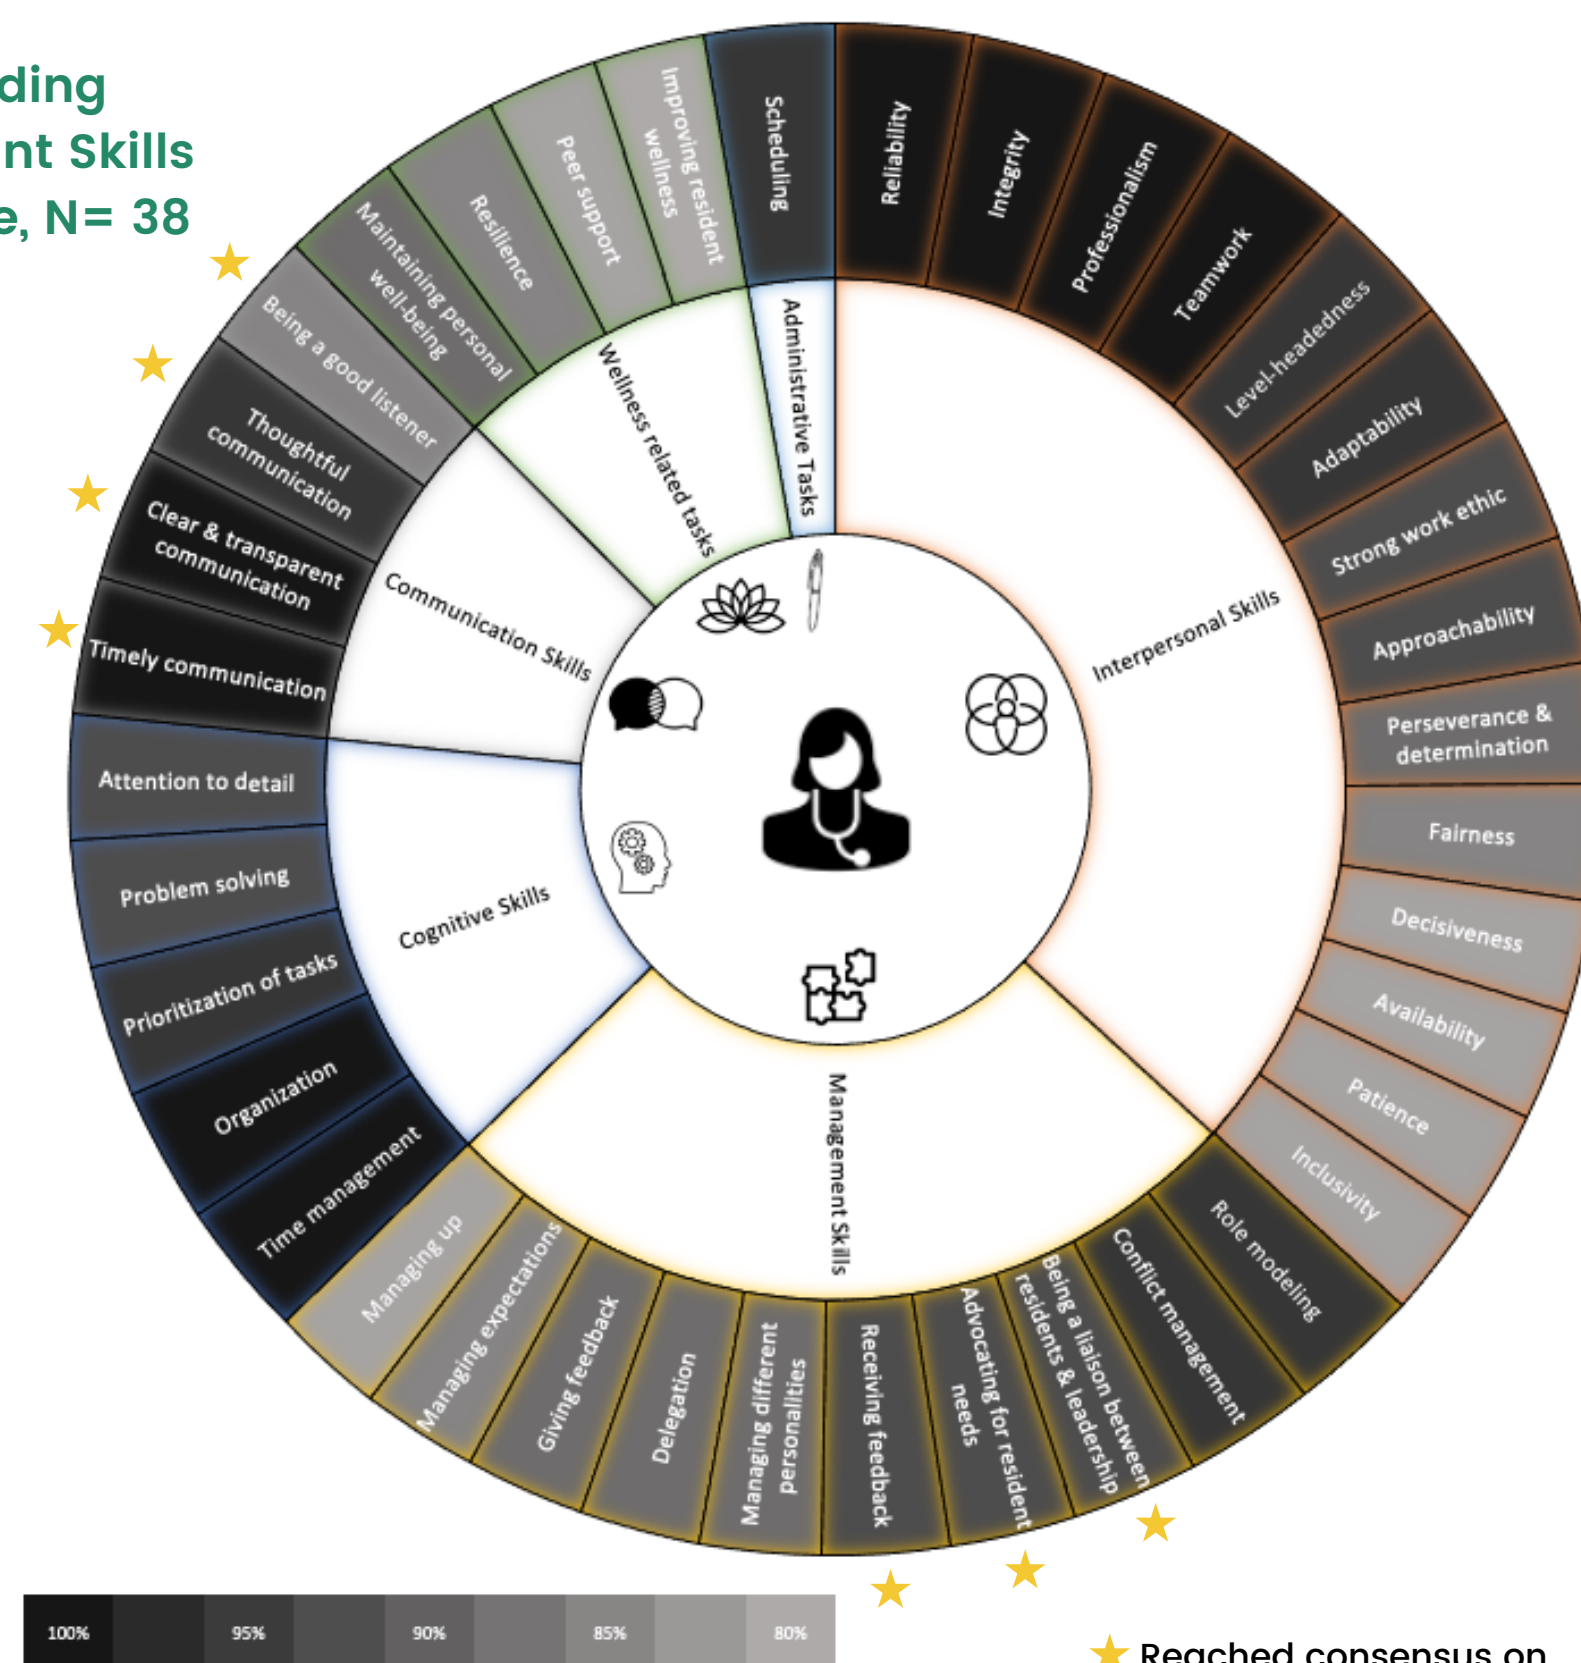 ding
nt Skills
e, N= 38
Scheduling
Reliability
Integrity
Professionalism
Teamwork
Level-headedness
Adaptability
Strong work ethic
Approachability
Perseverance &
determination
Fairness
Decisiveness
Availability
Patience
Inclusivity
Role modeling
Conflict management
Being a liaison between
residents & leadership
Advocating for resident
needs
Receiving feedback
Managing different
personalities
Delegation
Giving feedback
Managing expectations
Managing up
Time management
Organization
Prioritization of tasks
Problem solving
Attention to detail
Timely communication
Clear & transparent
communication
Thoughtful
communication
Being a good listener
Maintaining personal
well-being
Resilience
Peer support
Improving resident
wellness
Administrative Tasks
Interpersonal Skills
Management Skills
Cognitive Skills
Communication Skills
Wellness related tasks
100%
95%
90%
85%
80%
Reached consensus on